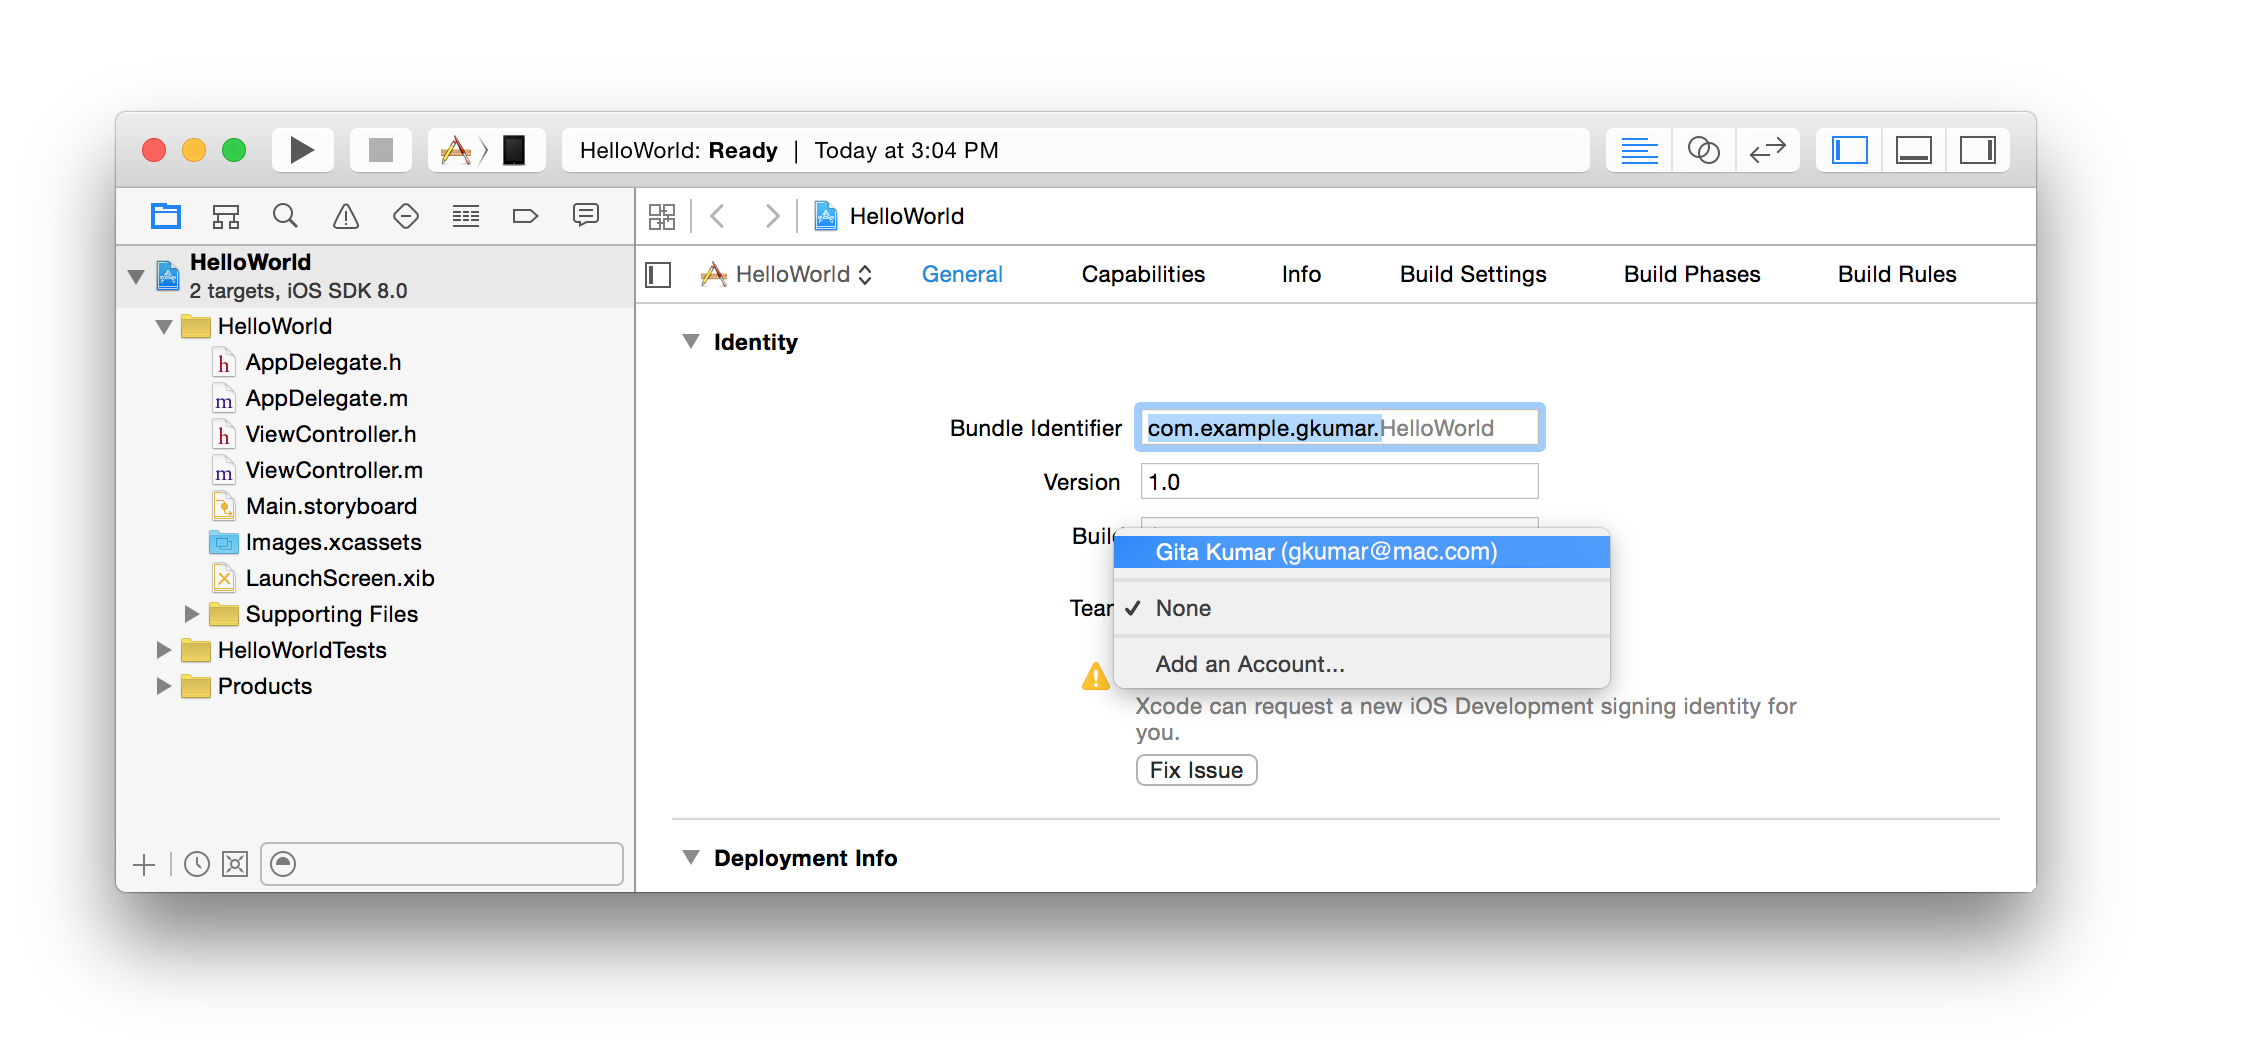 HelloWorld: Ready | Today at 3:04 PM
HelloWorld
HelloWorld
2 targets, iOS SDK 8.0
HelloWorld
h AppDelegate.h
m AppDelegate.m
h ViewController.h
m ViewController.m
Main.storyboard
Images.xcassets
LaunchScreen.xib
Supporting Files
HelloWorldTests
Products
HelloWorld General Capabilities Info Build Settings Build Phases Build Rules
Identity
Bundle Identifier com.example.gkumar.HelloWorld
Version 1.0
Gita Kumar (gkumar@mac.com)
None
Add an Account...
Xcode can request a new iOS Development signing identity for
you.
Fix Issue
Deployment Info